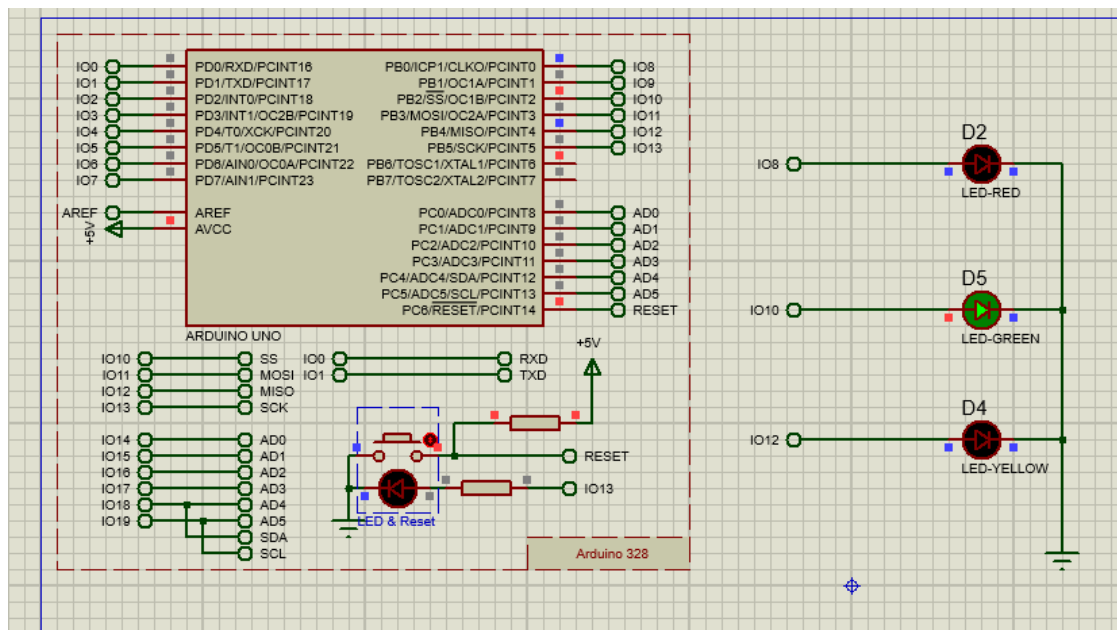 IO0 PD0/RXD/PCINT16 PB0/ICP1/CLKO/PCINT0 IO8
IO1 PD1/TXD/PCINT17 PB1/OC1A/PCINT1 IO9
IO2 PD2/INT0/PCINT18 PB2/SS/OC1B/PCINT2 IO10
IO3 PD3/INT1/OC2B/PCINT19 PB3/MOSI/OC2A/PCINT3 IO11
IO4 PD4/T0/XCK/PCINT20 PB4/MISO/PCINT4 IO12
IO5 PD5/T1/OC0B/PCINT21 PB5/SCK/PCINT5 IO13
IO6 PD6/AIN0/OC0A/PCINT22 PB6/TOSC1/XTAL1/PCINT6
IO7 PD7/AIN1/PCINT23 PB7/TOSC2/XTAL2/PCINT7
AREF AREF PC0/ADC0/PCINT8 AD0
+5V AVCC PC1/ADC1/PCINT9 AD1
PC2/ADC2/PCINT10 AD2
PC3/ADC3/PCINT11 AD3
PC4/ADC4/SDA/PCINT12 AD4
PC5/ADC5/SCL/PCINT13 AD5
PC6/RESET/PCINT14 RESET
ARDUINO UNO
IO10 SS IO0 RXD
IO11 MOSI IO1 TXD
IO12 MISO
IO13 SCK
+5V
IO14 AD0
IO15 AD1
IO16 AD2
IO17 AD3
IO18 AD4
IO19 AD5
SDA
SCL
RESET
IO13
LED & Reset
Arduino 328
D2
IO8
LED-RED
D5
IO10
LED-GREEN
D4
IO12
LED-YELLOW